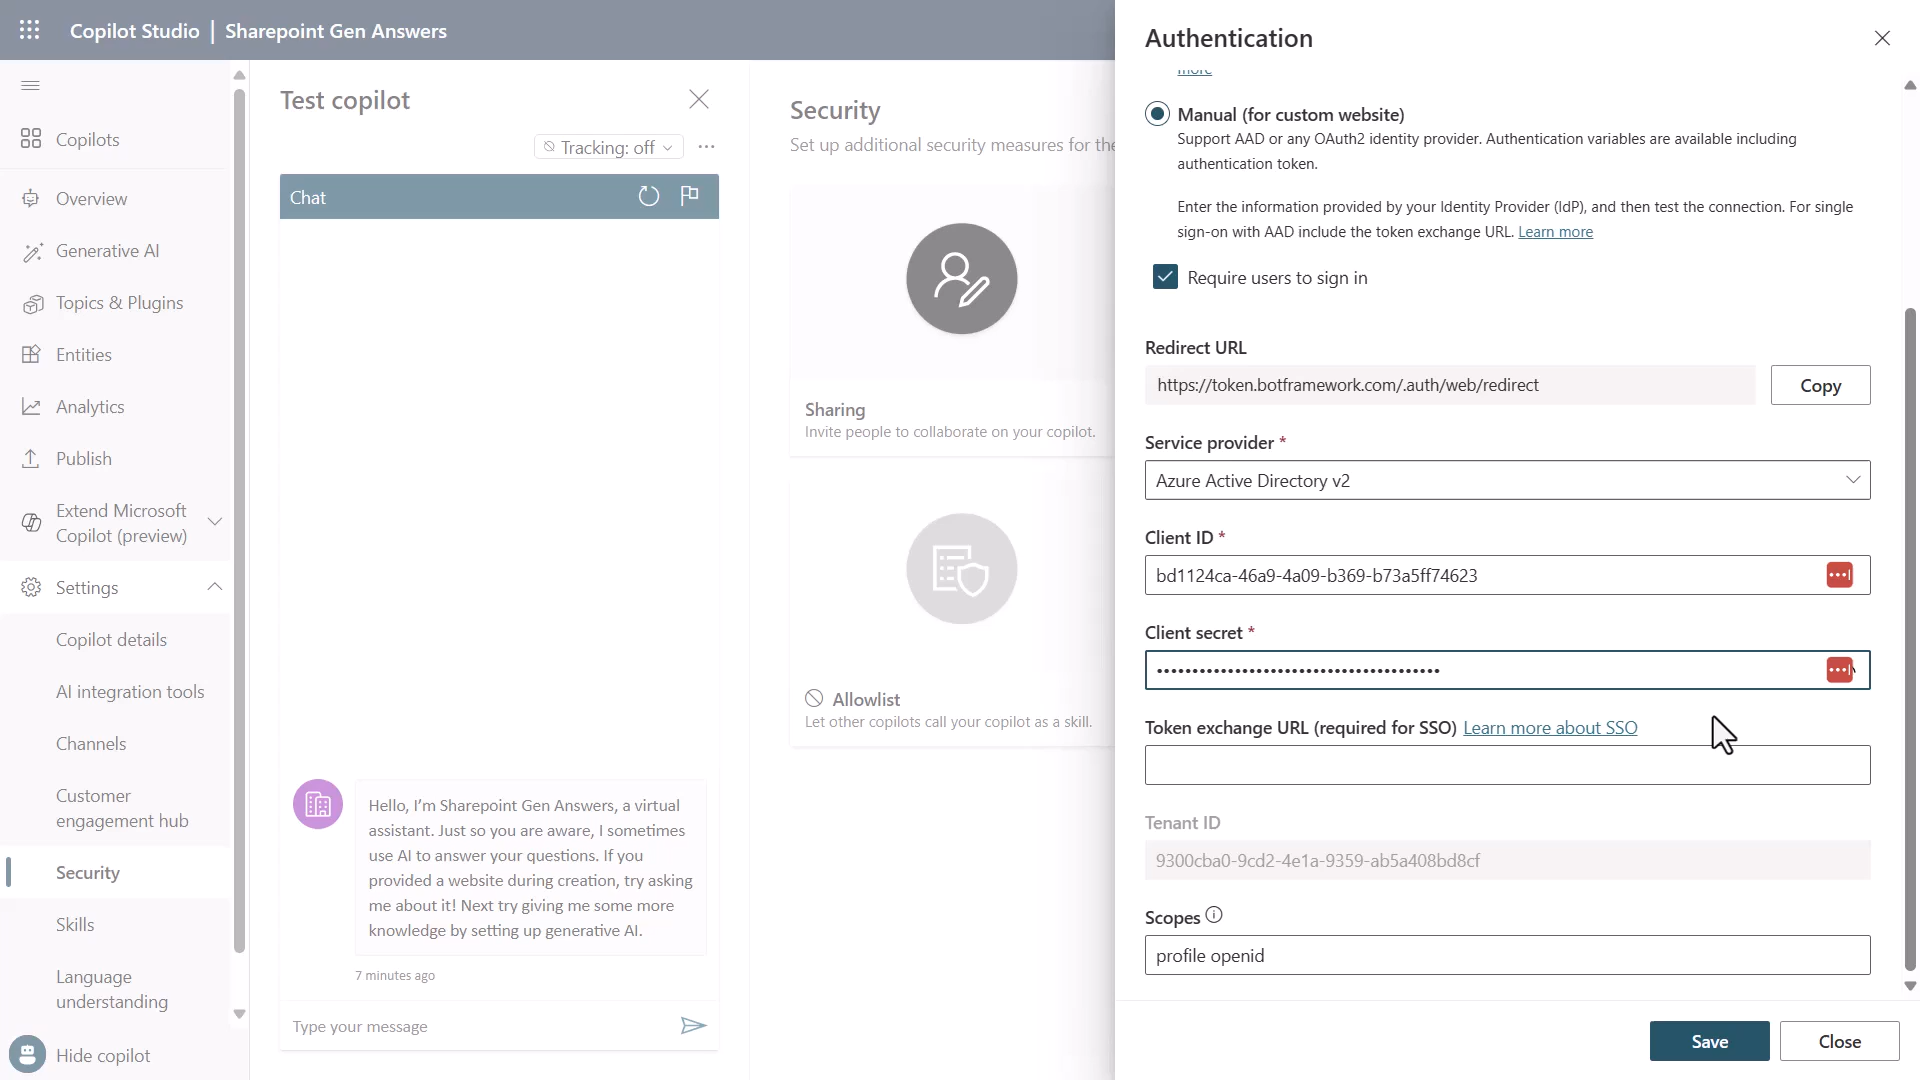 Copilot Studio | Sharepoint Gen Answers
Copilots
Overview
Generative AI
Topics & Plugins
Entities
Analytics
Publish
Extend Microsoft
Copilot (preview)
Settings
Copilot details
AI integration tools
Channels
Customer
engagement hub
Security
Skills
Language
understanding
Hide copilot
Test copilot
Tracking: off
Chat
Hello, I'm Sharepoint Gen Answers, a virtual
assistant. Just so you are aware, I sometimes
use AI to answer your questions. If you
provided a website during creation, try asking
me about it! Next try giving me some more
knowledge by setting up generative AI.
7 minutes ago
Type your message
Security
Set up additional security measures for the
Sharing
Invite people to collaborate on your copilot.
Allowlist
Let other copilots call your copilot as a skill.
Authentication
more
Manual (for custom website)
Support AAD or any OAuth2 identity provider. Authentication variables are available including
authentication token.
Enter the information provided by your Identity Provider (IdP), and then test the connection. For single
sign-on with AAD include the token exchange URL. Learn more
Require users to sign in
Redirect URL
https://token.botframework.com/.auth/web/redirect
Copy
Service provider *
Azure Active Directory v2
Client ID *
bd1124ca-46a9-4a09-b369-b73a5ff74623
Client secret *
••••••••••••••••••••••••••••••••••••••••
Token exchange URL (required for SSO) Learn more about SSO
Tenant ID
9300cba0-9cd2-4e1a-9359-ab5a408bd8cf
Scopes
profile openid
Save
Close